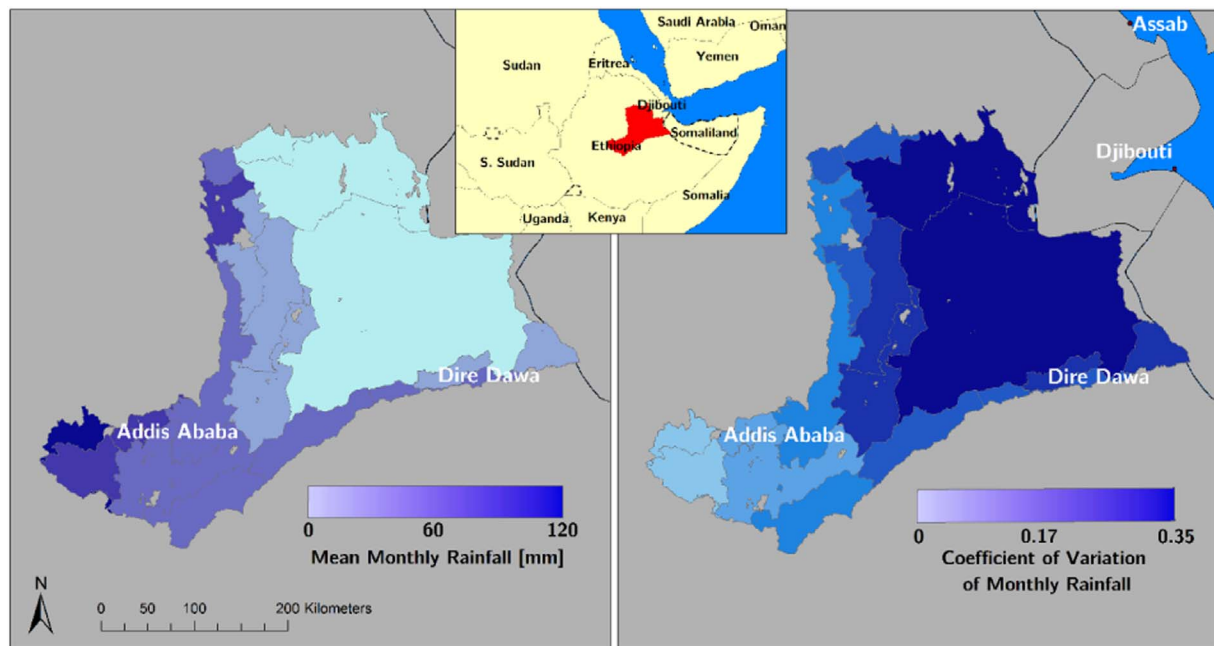 Addis Ababa
Dire Dawa
0 60 120
Mean Monthly Rainfall [mm]
N
0 50 100 200 Kilometers
Saudi Arabia
Oman
Yemen
Sudan
Eritrea
Djibouti
Somaliland
Ethiopia
S. Sudan
Somalia
Uganda
Kenya
Assab
Djibouti
Dire Dawa
Addis Ababa
0 0.17 0.35
Coefficient of Variation
of Monthly Rainfall